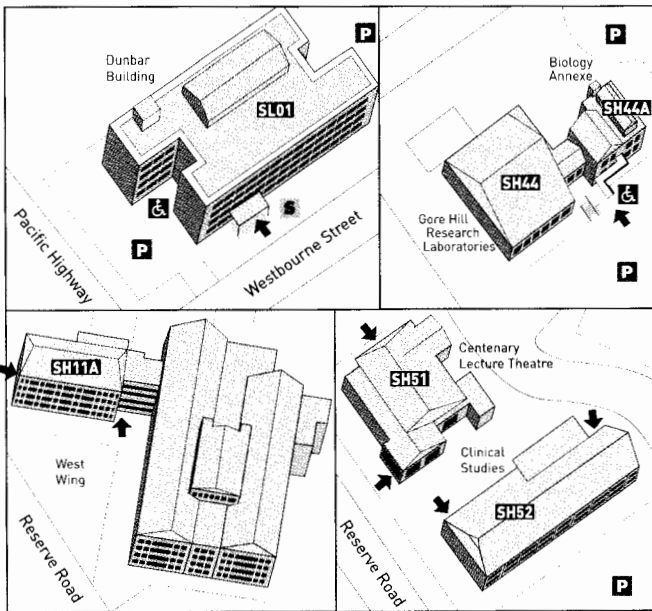 Dunbar
Building
P
SL01
P
S
Pacific Highway
Westbourne Street
P
Biology
Annexe
SH44A
SH44
Gore Hill
Research
Laboratories
P
SH11A
West
Wing
Reserve Road
SH51
Centenary
Lecture Theatre
Clinical
Studies
SH52
Reserve Road
P